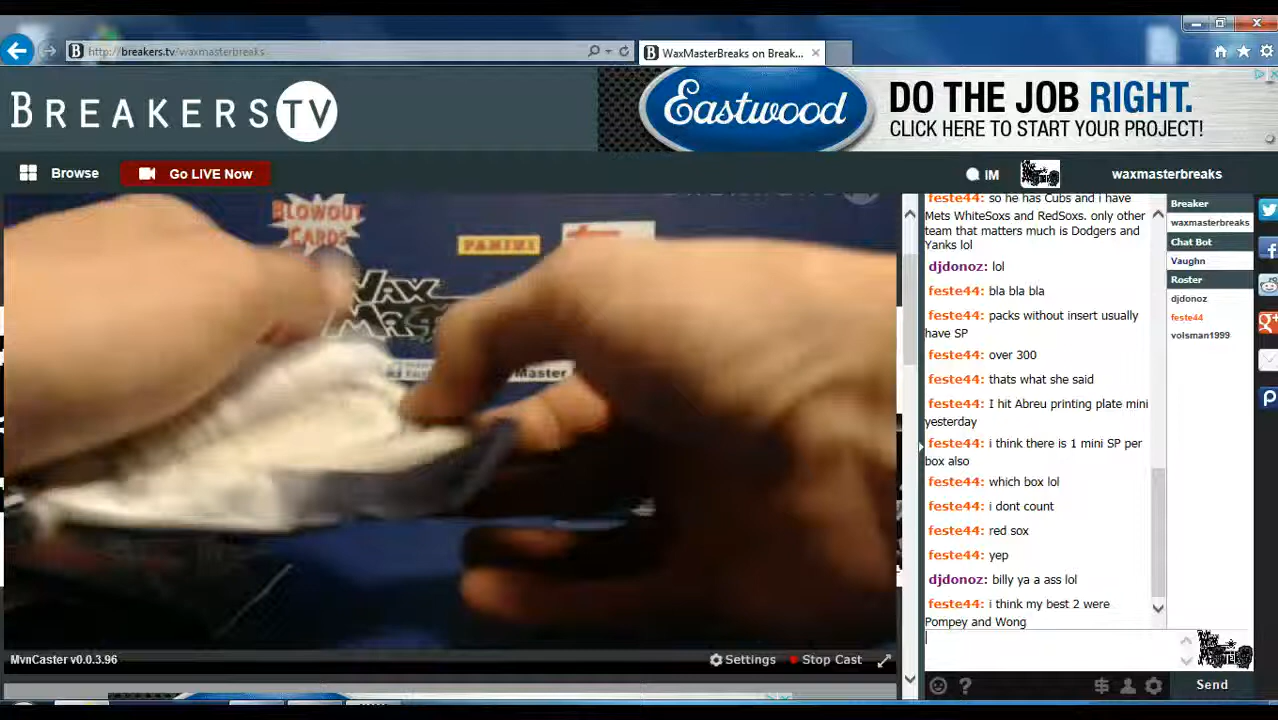 http://breakers.tv/waxmasterbreaks
WaxMasterBreaks on Break...
BREAKERS TV
Eastwood
DO THE JOB RIGHT.
CLICK HERE TO START YOUR PROJECT!
Browse
Go LIVE Now
IM
waxmasterbreaks
BLOWOUT
CARDS
PANINI
WAX
Master
feste44: so he has Cubs and i have
Mets WhiteSoxs and RedSoxs. only other
team that matters much is Dodgers and
Yanks lol
djdonoz: lol
feste44: bla bla bla
feste44: packs without insert usually
have SP
feste44: over 300
feste44: thats what she said
feste44: I hit Abreu printing plate mini
yesterday
feste44: i think there is 1 mini SP per
box also
feste44: which box lol
feste44: i dont count
feste44: red sox
feste44: yep
djdonoz: billy ya a ass lol
feste44: i think my best 2 were
Pompey and Wong
Breaker
waxmasterbreaks
Chat Bot
Vaughn
Roster
djdonoz
feste44
volsman1999
MvnCaster v0.0.3.96
Settings
Stop Cast
Send